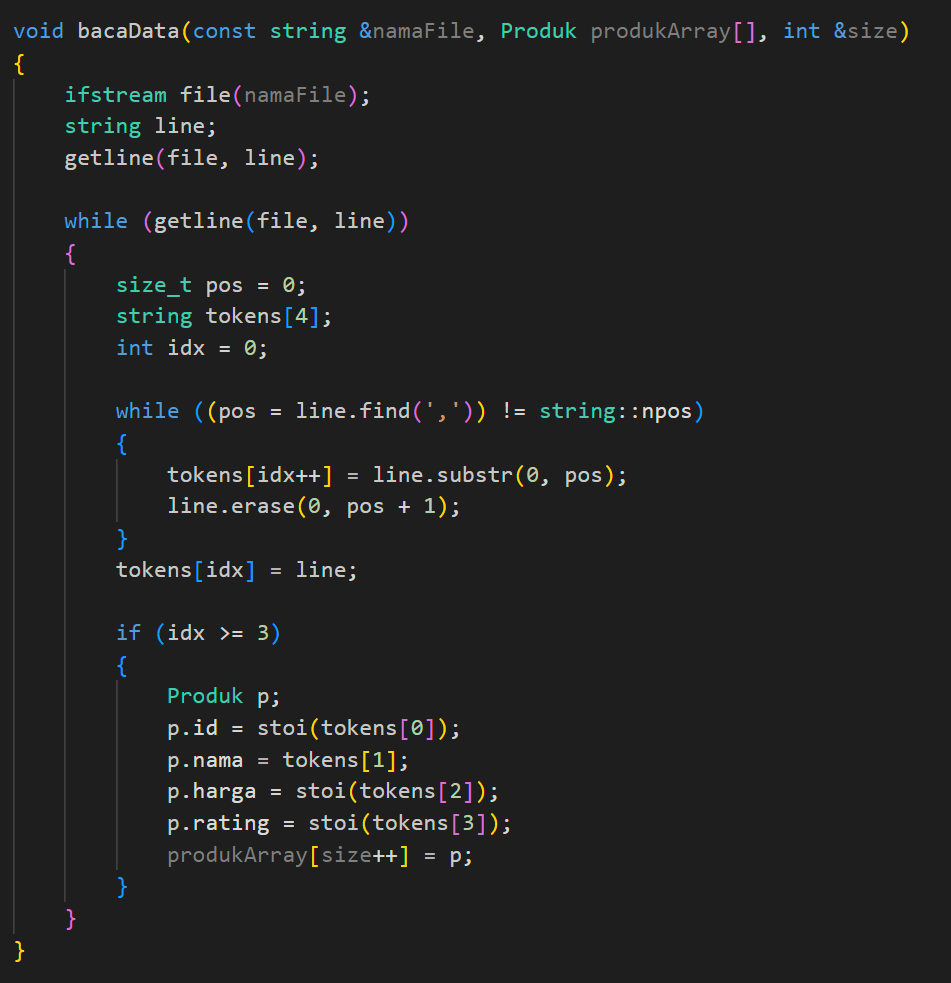 void bacaData(const string &namaFile, Produk produkArray[], int &size)
{
    ifstream file(namaFile);
    string line;
    getline(file, line);

    while (getline(file, line))
    {
        size_t pos = 0;
        string tokens[4];
        int idx = 0;

        while ((pos = line.find(',')) != string::npos)
        {
            tokens[idx++] = line.substr(0, pos);
            line.erase(0, pos + 1);
        }
        tokens[idx] = line;

        if (idx >= 3)
        {
            Produk p;
            p.id = stoi(tokens[0]);
            p.nama = tokens[1];
            p.harga = stoi(tokens[2]);
            p.rating = stoi(tokens[3]);
            produkArray[size++] = p;
        }
    }
}